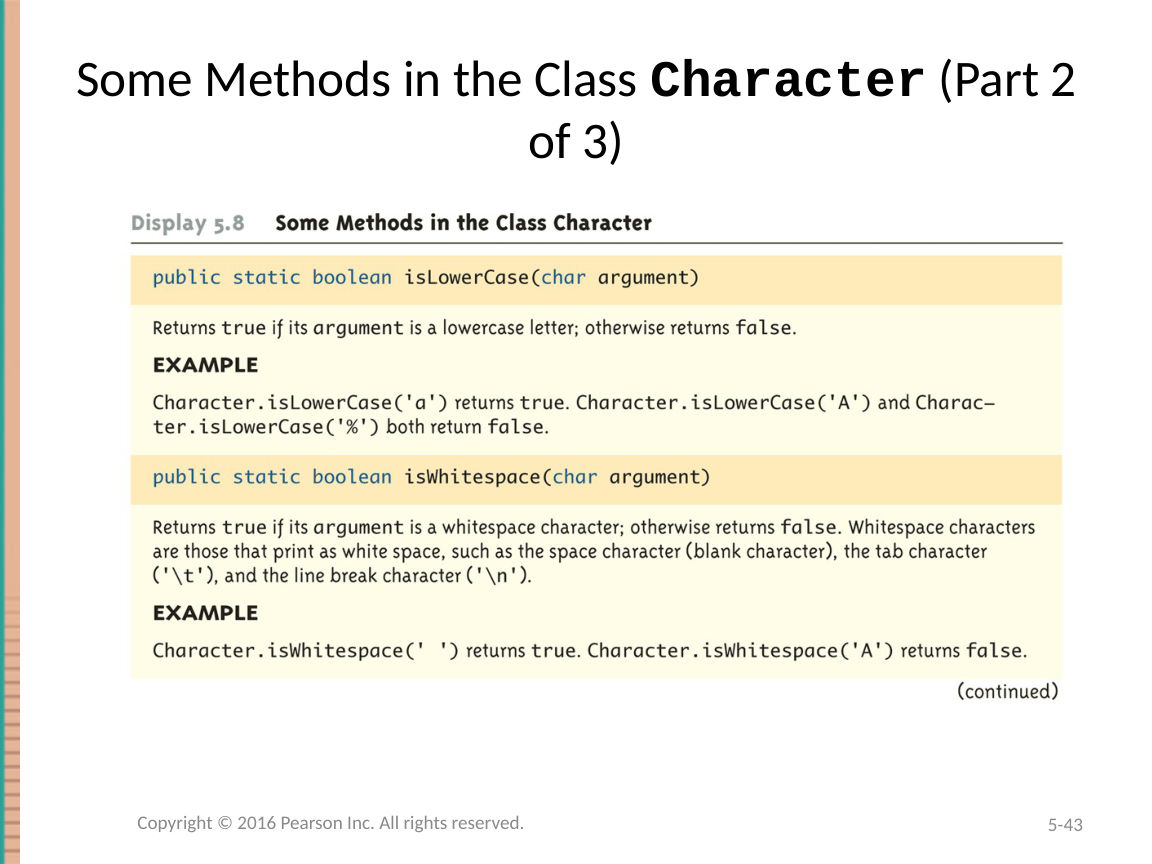 Some Methods in the Class Character (Part 2
of 3)
Display 5.8 Some Methods in the Class Character
public static boolean isLowerCase(char argument)
Returns true if its argument is a lowercase letter; otherwise returns false.
EXAMPLE
Character.isLowerCase('a') returns true. Character.isLowerCase('A') and Charac–
ter.isLowerCase('%') both return false.
public static boolean isWhitespace(char argument)
Returns true if its argument is a whitespace character; otherwise returns false. Whitespace characters
are those that print as white space, such as the space character (blank character), the tab character
('\t'), and the line break character ('\n').
EXAMPLE
Character.isWhitespace(' ') returns true. Character.isWhitespace('A') returns false.
(continued)
Copyright © 2016 Pearson Inc. All rights reserved.
5-43